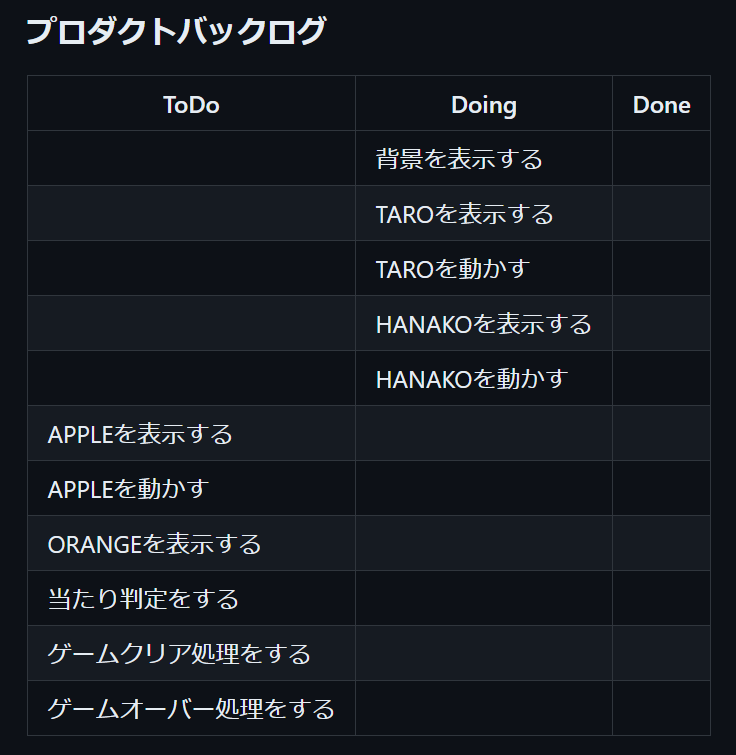 プロダクトバックログ
ToDo Doing Done
背景を表示する
TAROを表示する
TAROを動かす
HANAKOを表示する
HANAKOを動かす
APPLEを表示する
APPLEを動かす
ORANGEを表示する
当たり判定をする
ゲームクリア処理をする
ゲームオーバー処理をする